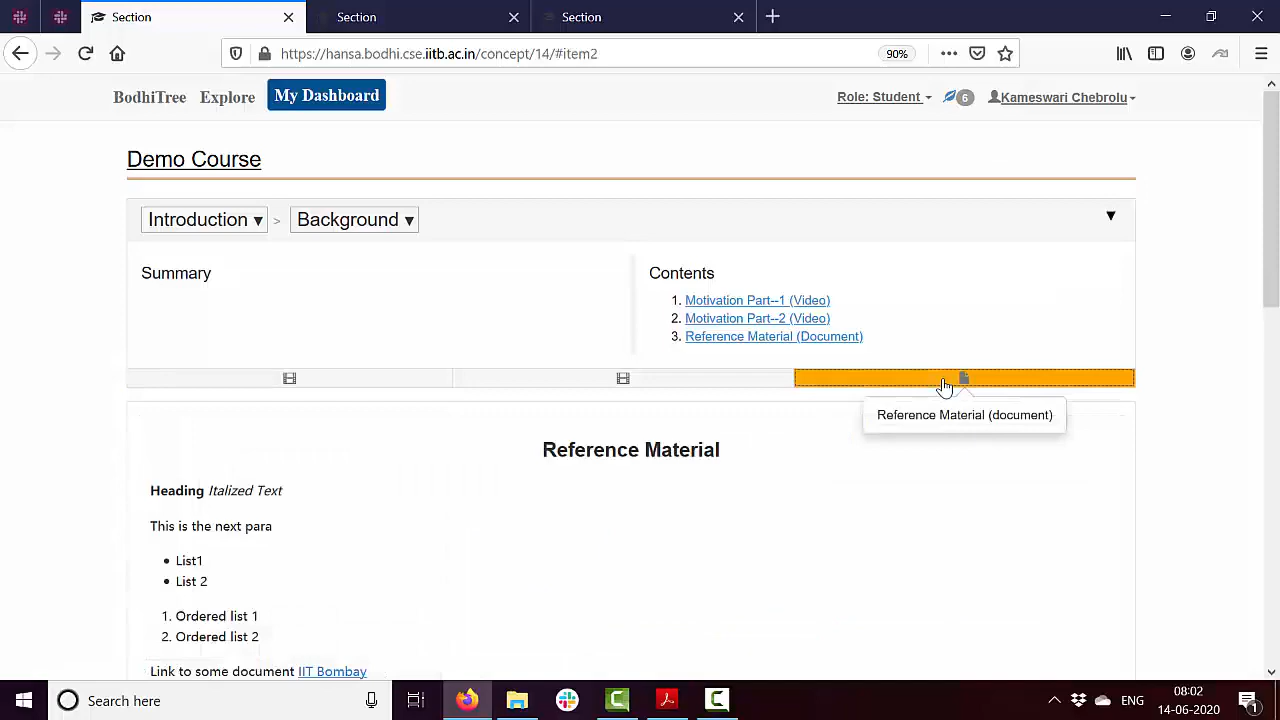 Section
Section
Section
https://hansa.bodhi.cse.iitb.ac.in/concept/14/#item2
90%
BodhiTree Explore My Dashboard
Role: Student 6 Kameswari Chebrolu
Demo Course
Introduction ▾ > Background ▾
Summary
Contents
1. Motivation Part--1 (Video)
2. Motivation Part--2 (Video)
3. Reference Material (Document)
Reference Material (document)
Reference Material
Heading Italized Text
This is the next para
• List1
• List 2
1. Ordered list 1
2. Ordered list 2
Link to some document IIT Bombay
Search here
ENG
08:02
14-06-2020
1